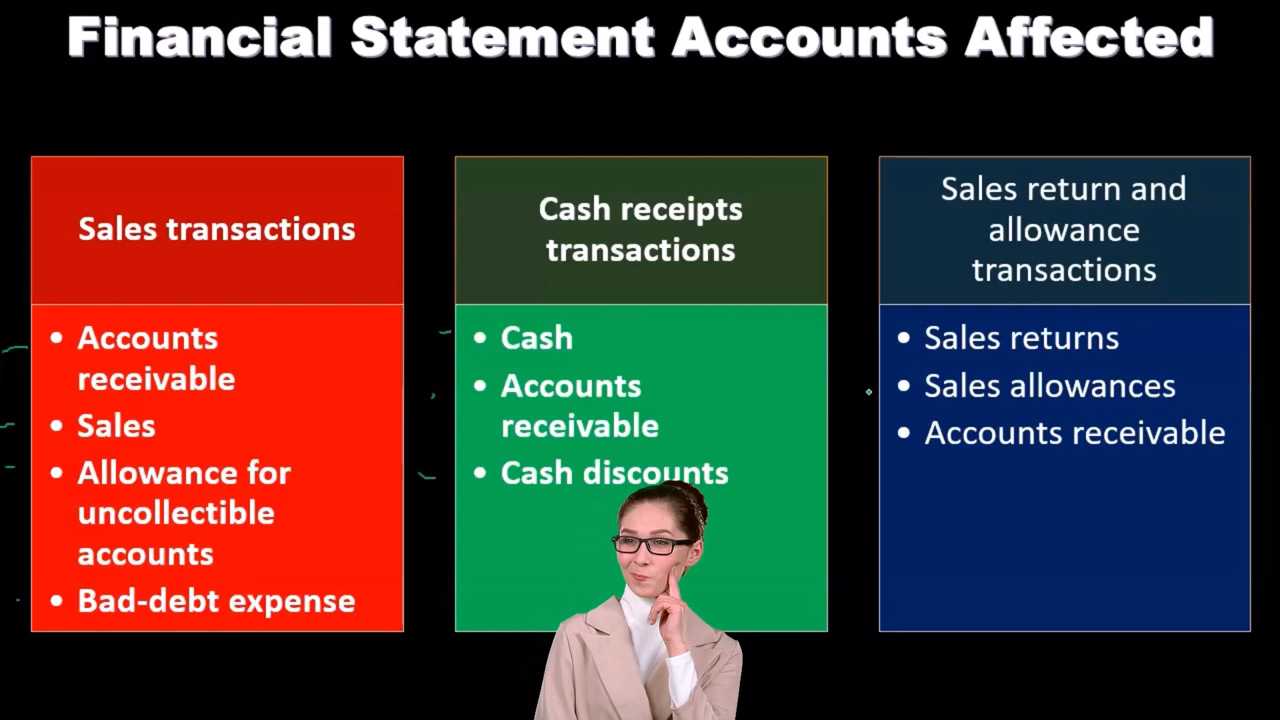 Financial Statement Accounts Affected
Sales transactions
• Accounts
receivable
• Sales
• Allowance for
uncollectible
accounts
• Bad-debt expense
Cash receipts
transactions
• Cash
• Accounts
receivable
• Cash discounts
Sales return and
allowance
transactions
• Sales returns
• Sales allowances
• Accounts receivable